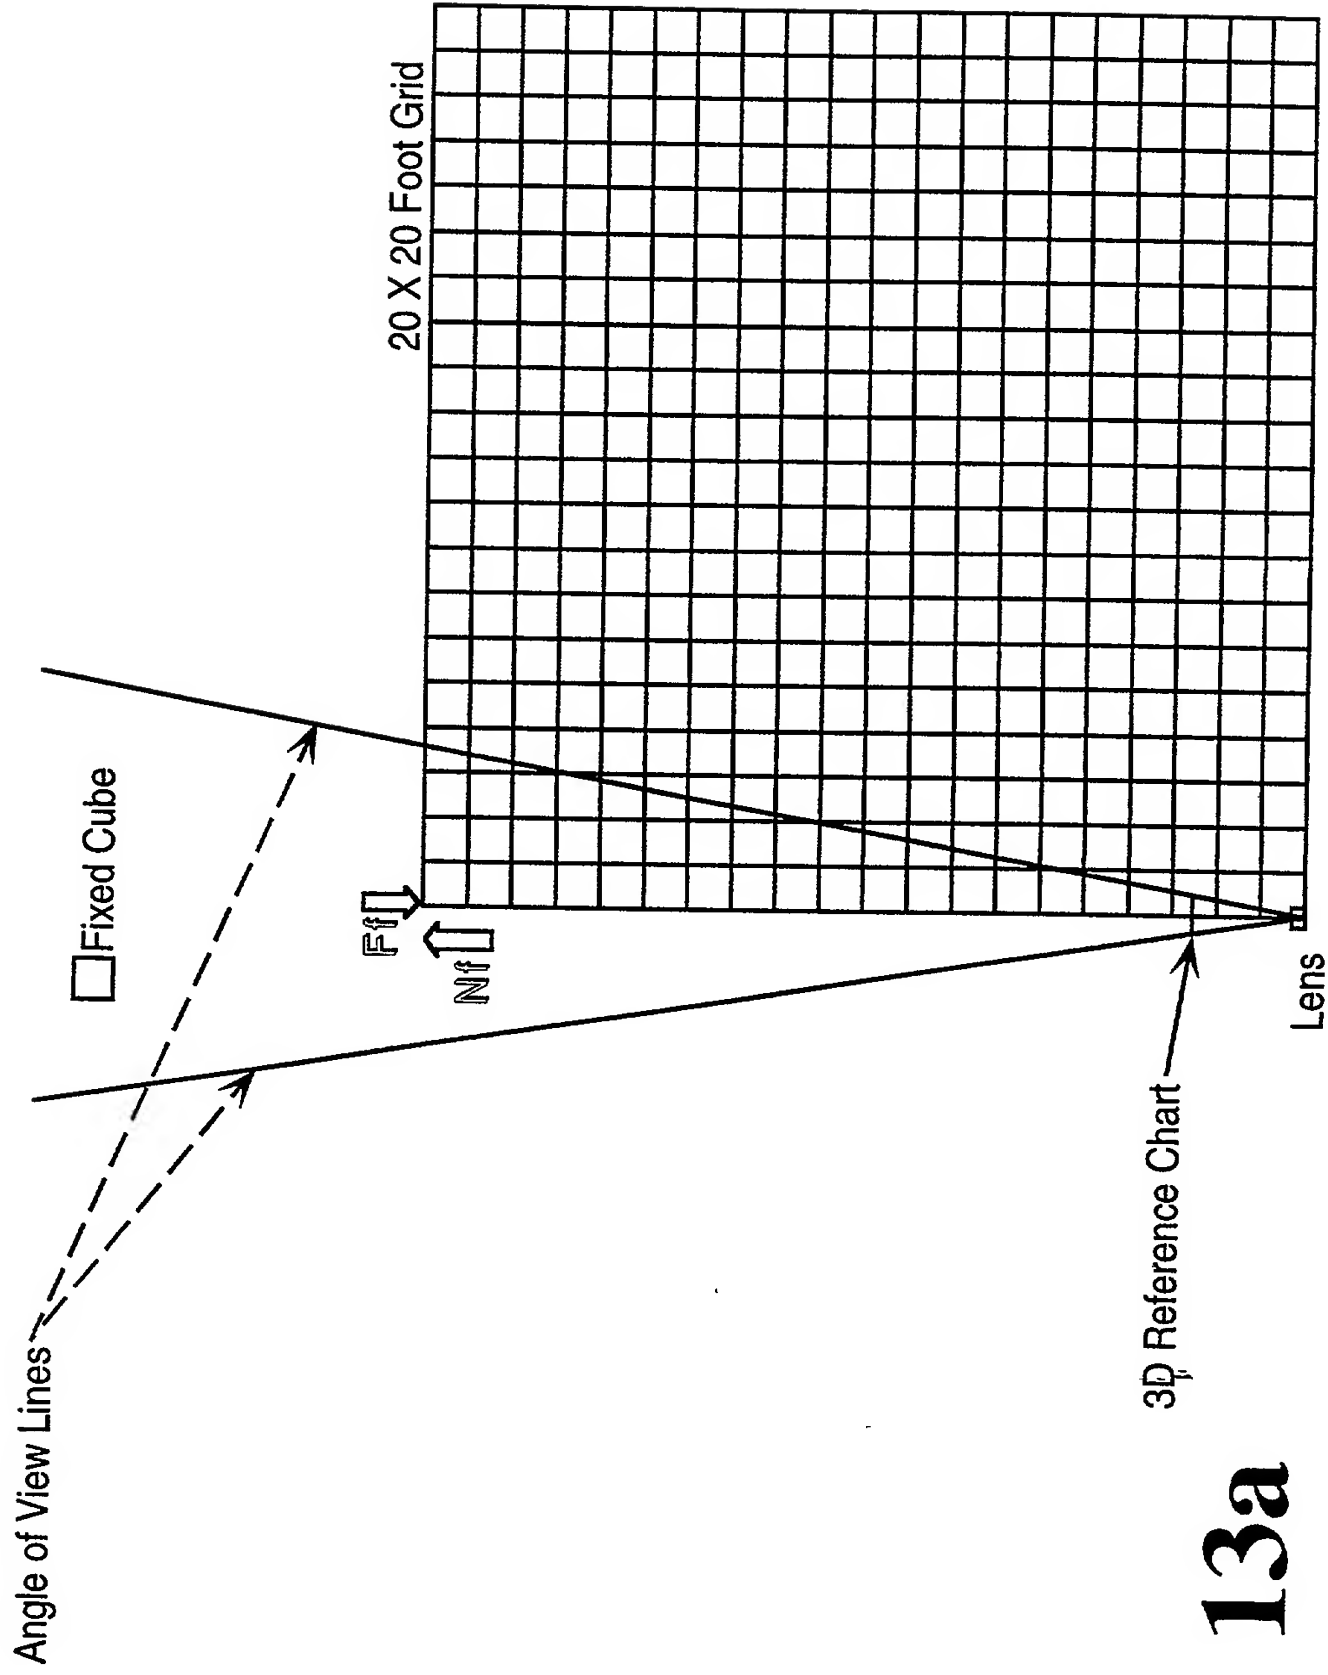 Angle of View Lines
Fixed Cube
20 X 20 Foot Grid
Ff
Nf
3D Reference Chart
Lens
13a